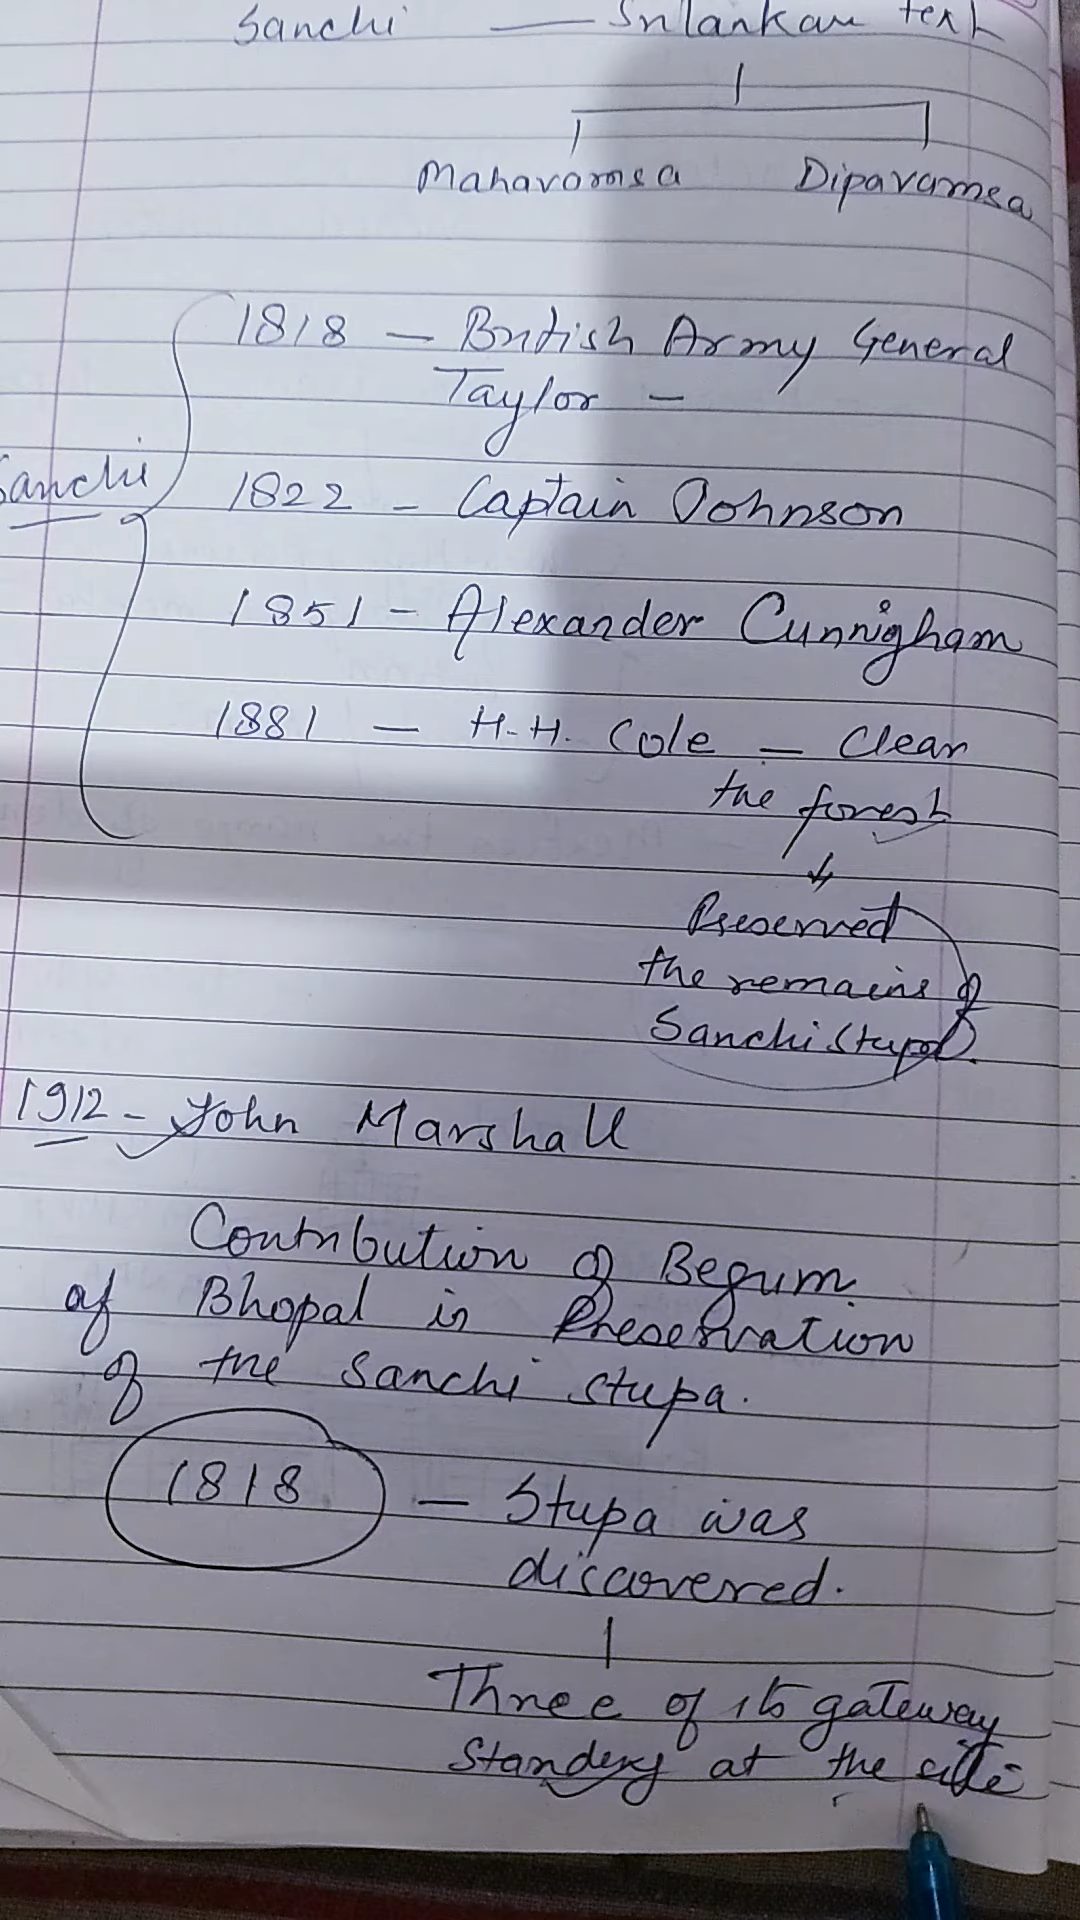 Sanchi — Srilankan text
Mahavamsa Dipavamsa
1818 — British Army General
Taylor —
Sanchi
1822 - Captain Johnson
1851 - Alexander Cunnigham
1881 — H.H. Cole — Clear
the forest
Preserved
the remains of
Sanchi Stupa.
1912 - John Marshall
Contribution of Begum
of Bhopal in Preservation
of the Sanchi stupa.
1818 — Stupa was
discovered.
Three of its gateway
Standing at the site